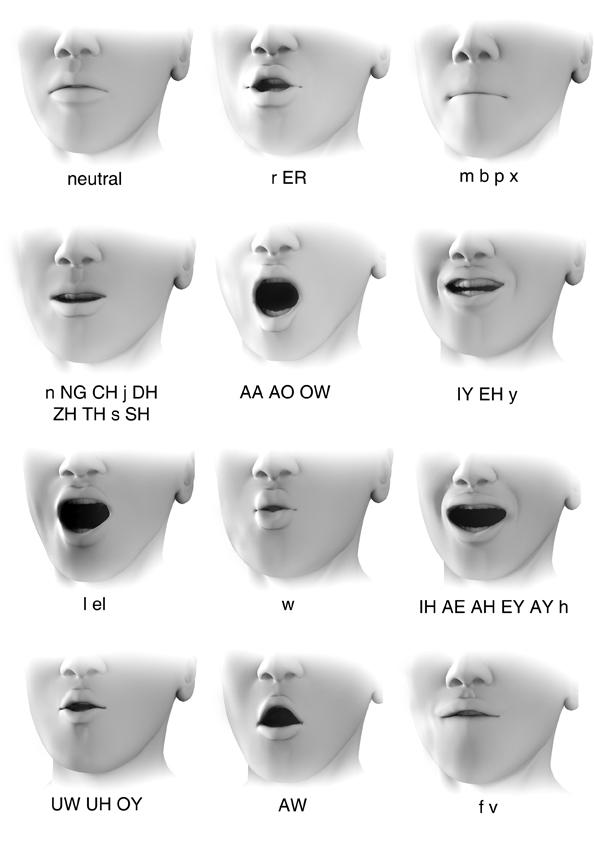 neutral
r ER
m b p x
n NG CH j DH
ZH TH s SH
AA AO OW
IY EH y
l el
w
IH AE AH EY AY h
UW UH OY
AW
f v